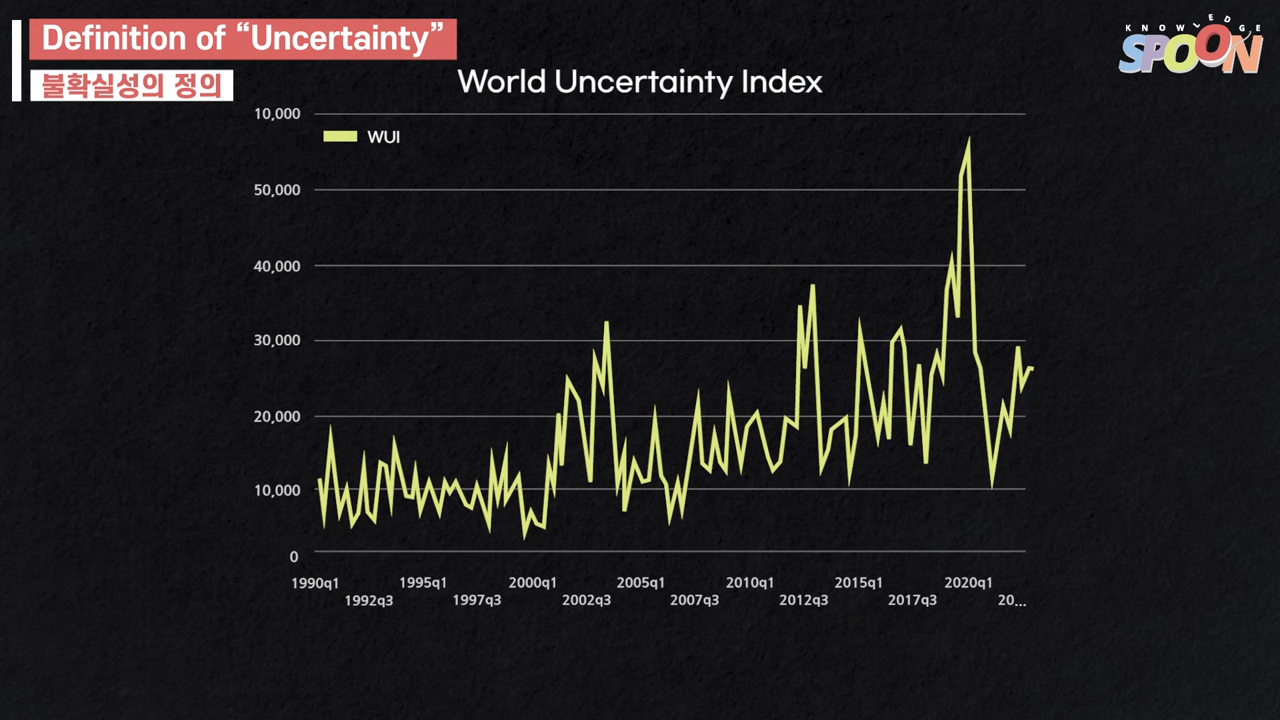 Definition of “Uncertainty”
불확실성의 정의
KNOWLEDGE
SPOON
World Uncertainty Index
WUI
10,000
50,000
40,000
30,000
20,000
10,000
0
1990q1
1992q3
1995q1
1997q3
2000q1
2002q3
2005q1
2007q3
2010q1
2012q3
2015q1
2017q3
2020q1
20...